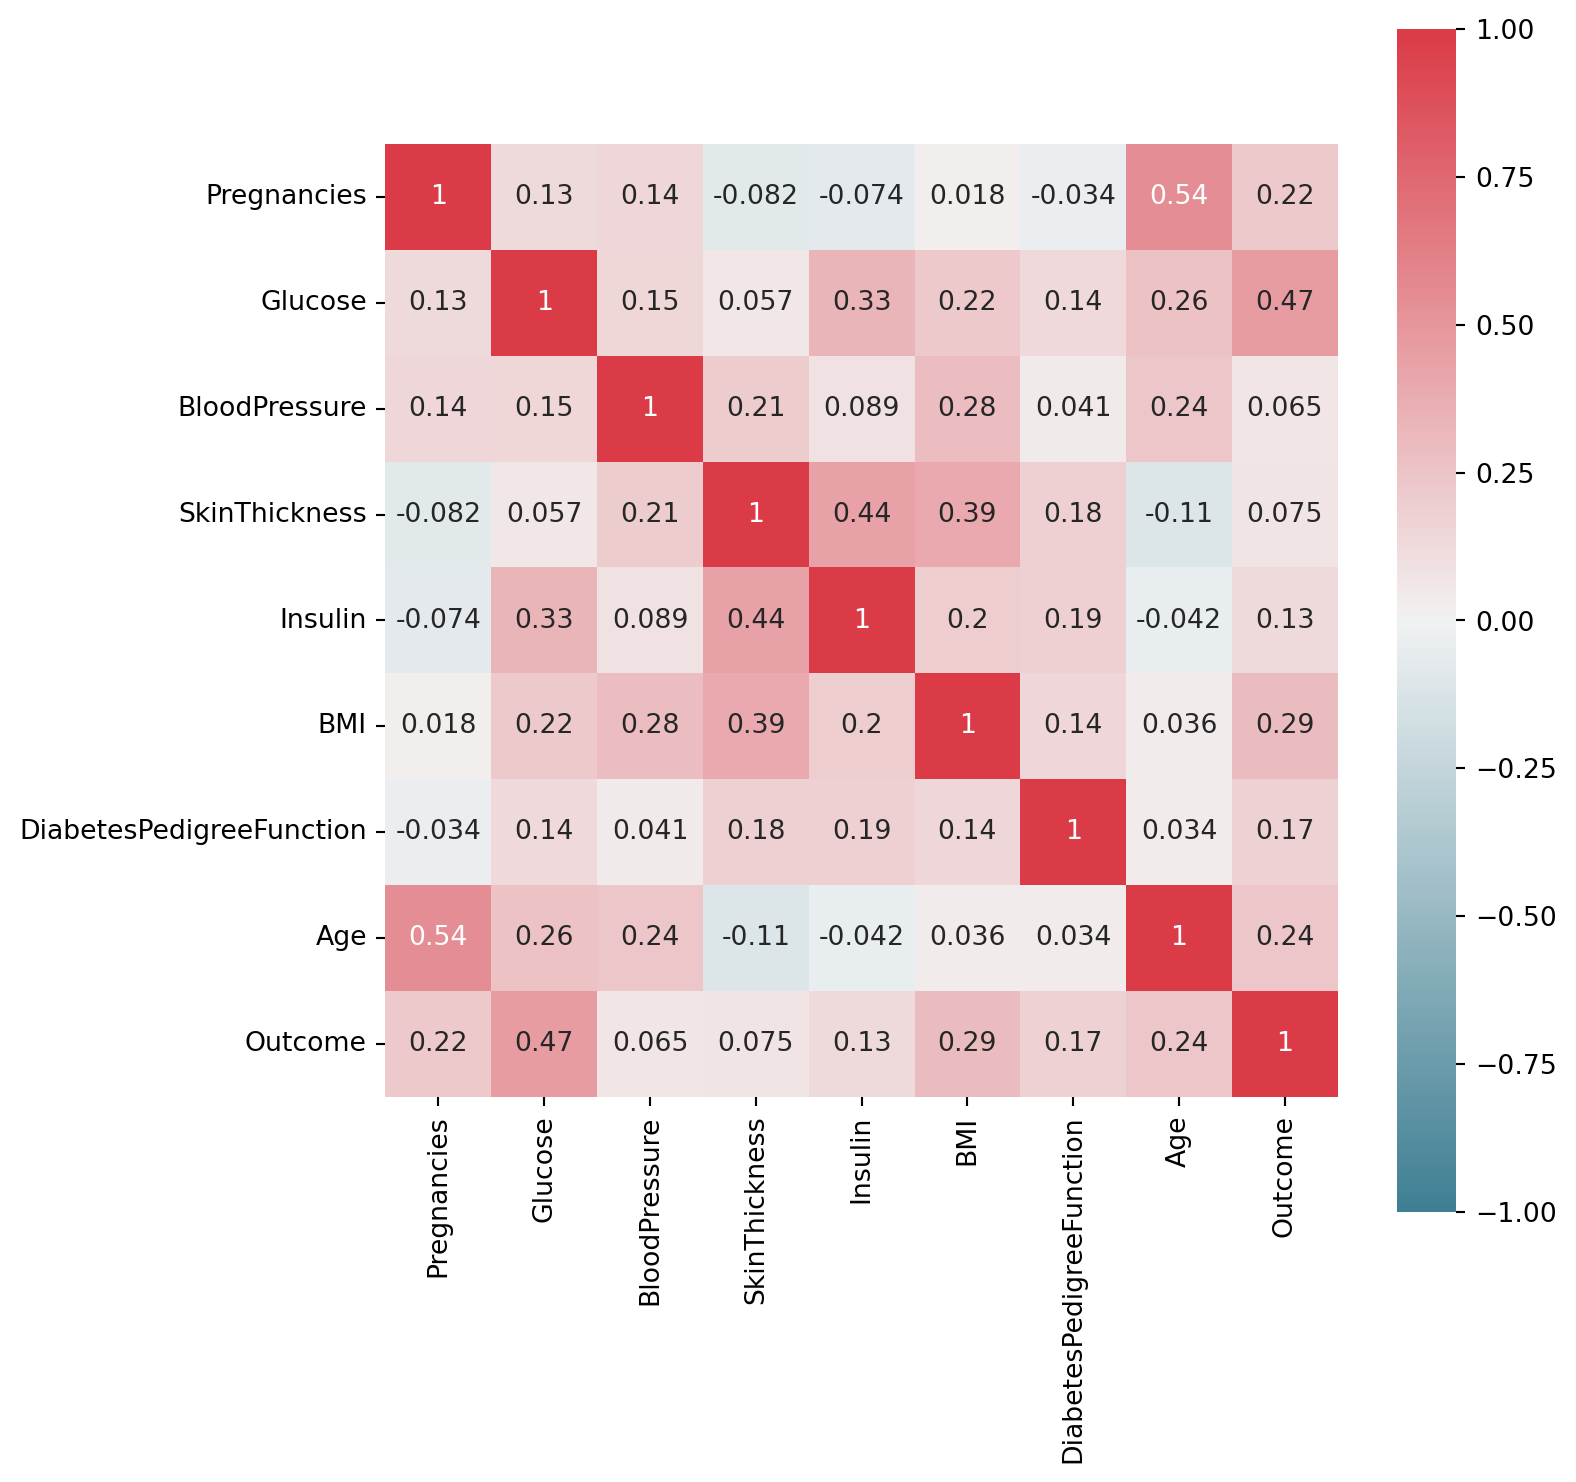 1.00
0.75
0.50
0.25
0.00
−0.25
−0.50
−0.75
−1.00
Pregnancies 1 0.13 0.14 -0.082 -0.074 0.018 -0.034 0.54 0.22
Glucose 0.13 1 0.15 0.057 0.33 0.22 0.14 0.26 0.47
BloodPressure 0.14 0.15 1 0.21 0.089 0.28 0.041 0.24 0.065
SkinThickness -0.082 0.057 0.21 1 0.44 0.39 0.18 -0.11 0.075
Insulin -0.074 0.33 0.089 0.44 1 0.2 0.19 -0.042 0.13
BMI 0.018 0.22 0.28 0.39 0.2 1 0.14 0.036 0.29
DiabetesPedigreeFunction -0.034 0.14 0.041 0.18 0.19 0.14 1 0.034 0.17
Age 0.54 0.26 0.24 -0.11 -0.042 0.036 0.034 1 0.24
Outcome 0.22 0.47 0.065 0.075 0.13 0.29 0.17 0.24 1
Pregnancies
Glucose
BloodPressure
SkinThickness
Insulin
BMI
DiabetesPedigreeFunction
Age
Outcome